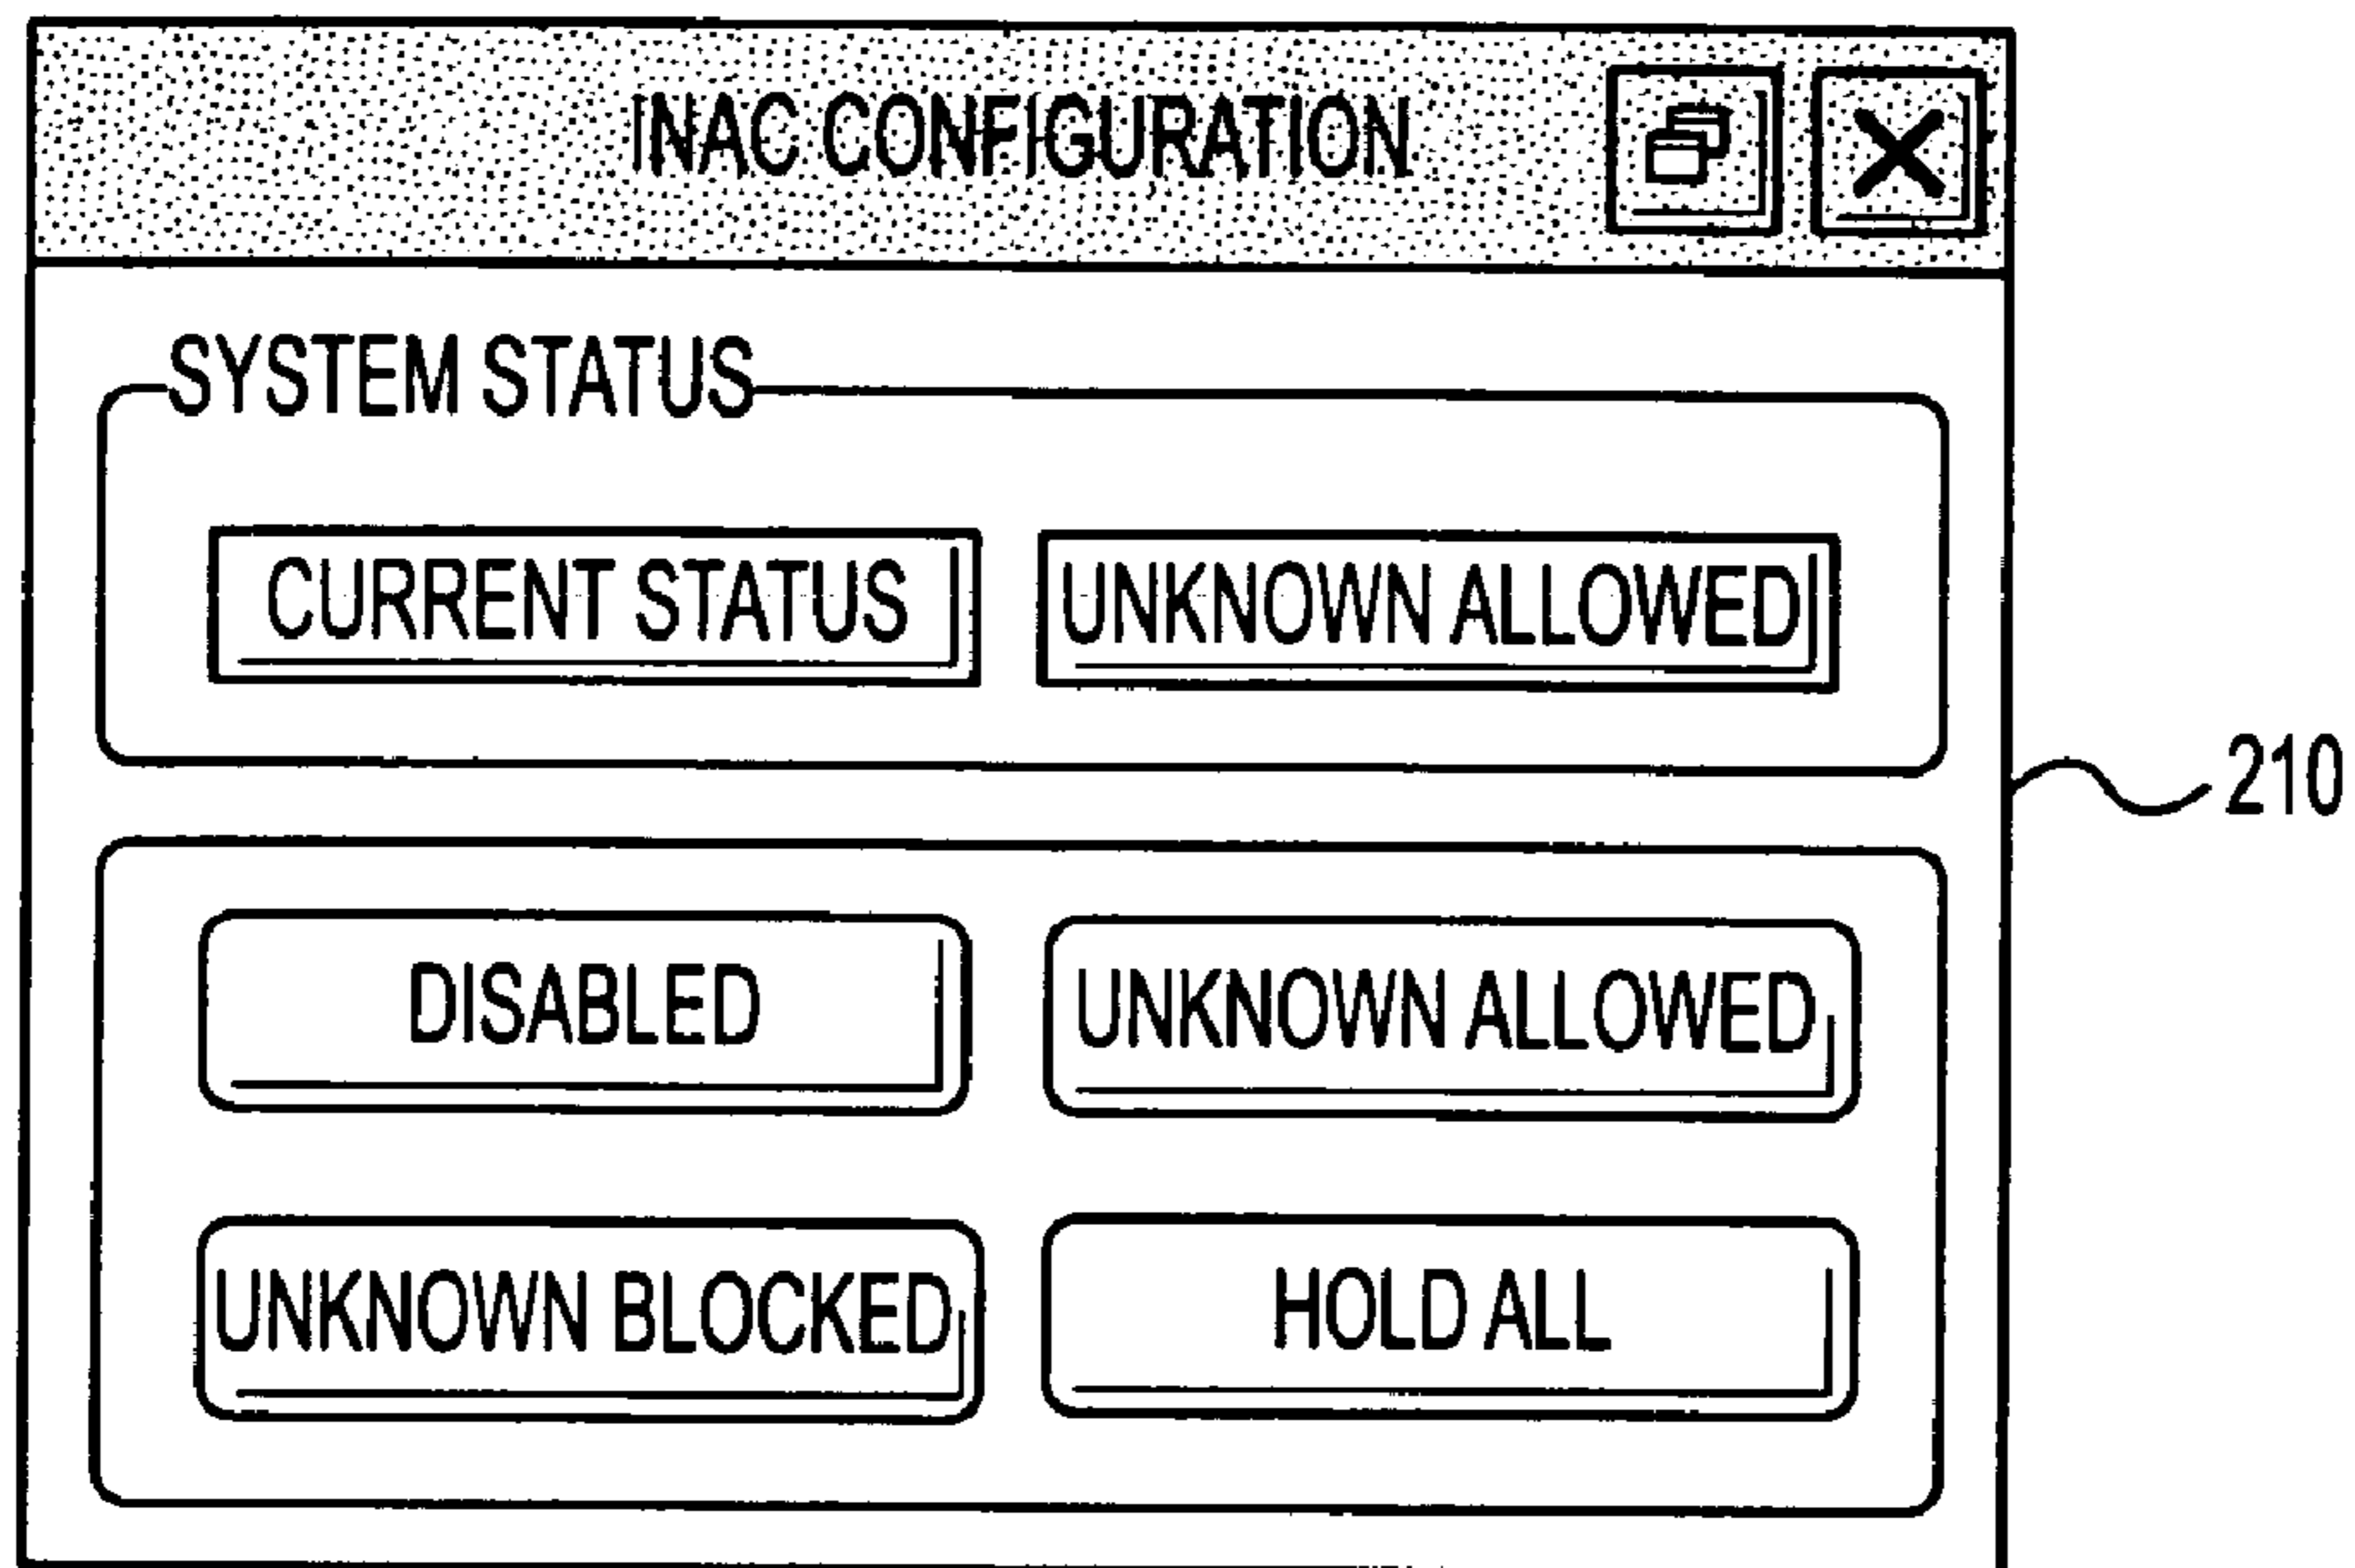 INAC CONFIGURATION
SYSTEM STATUS
CURRENT STATUS UNKNOWN ALLOWED
210
DISABLED UNKNOWN ALLOWED
UNKNOWN BLOCKED HOLD ALL